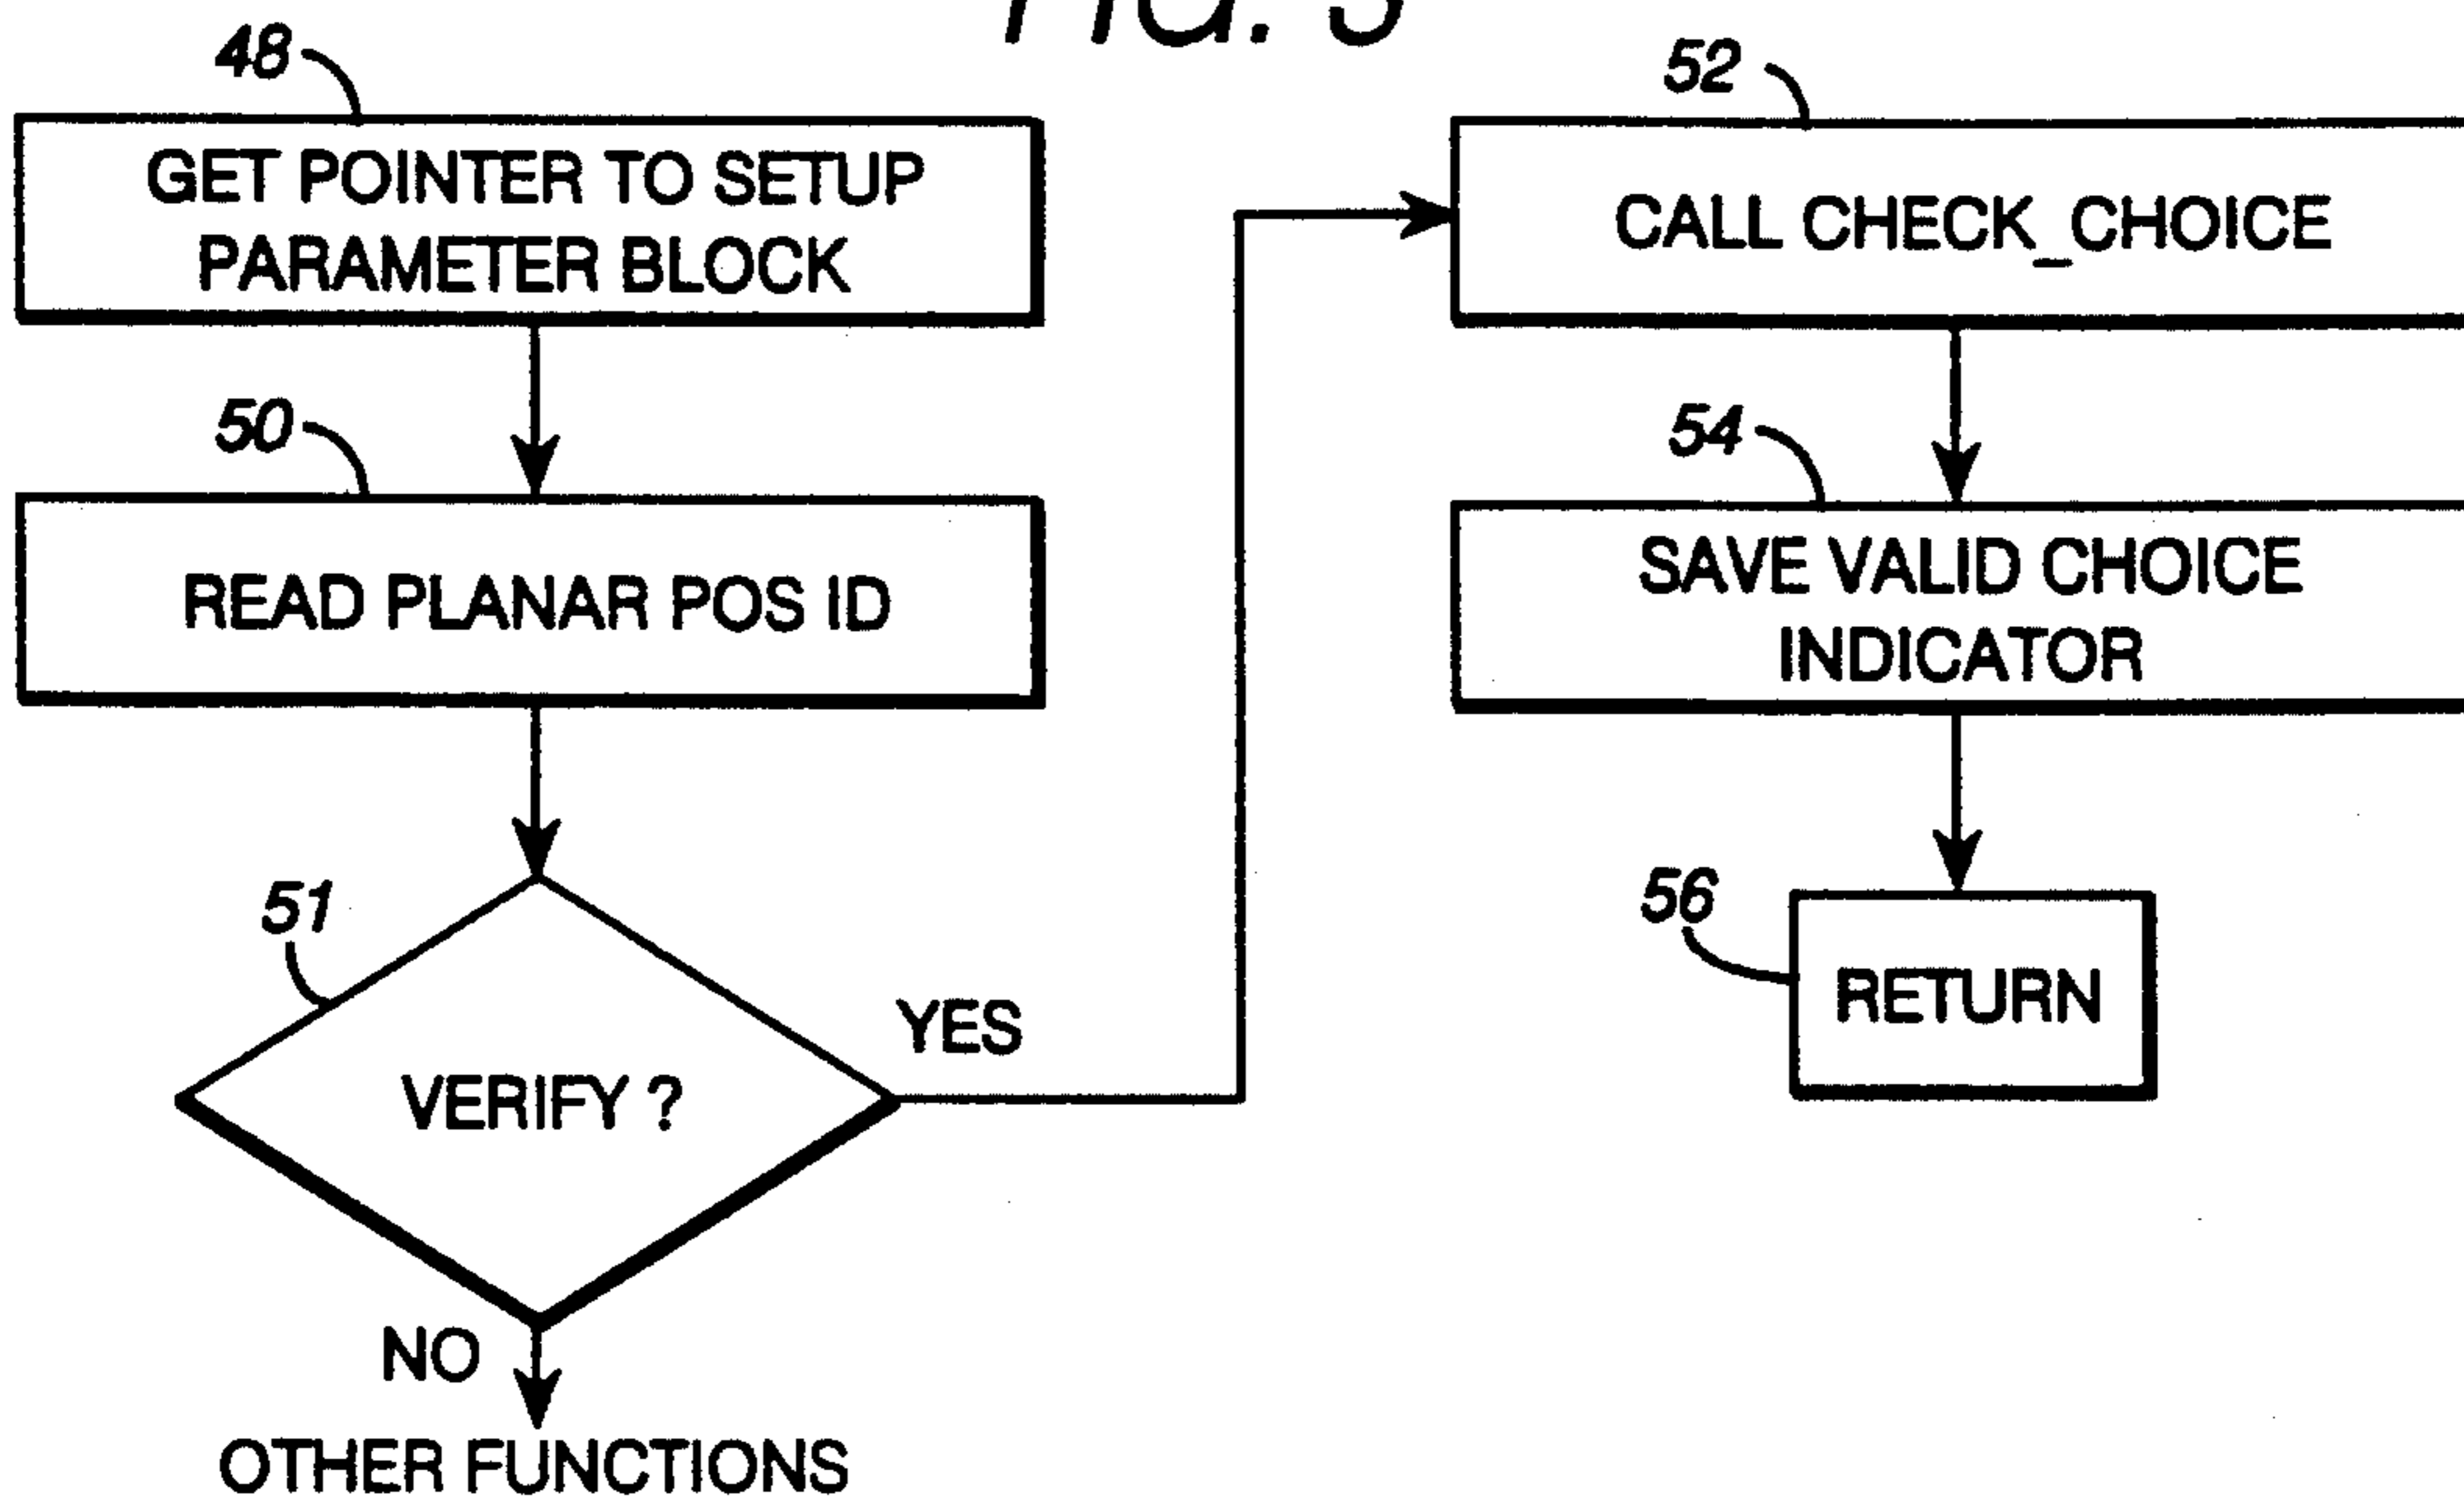 FIG. 
48
GET POINTER TO SETUP
PARAMETER BLOCK
50
READ PLANAR POS ID
51
VERIFY ?
YES
NO
OTHER FUNCTIONS
52
CALL CHECK_CHOICE
54
SAVE VALID CHOICE
INDICATOR
56
RETURN